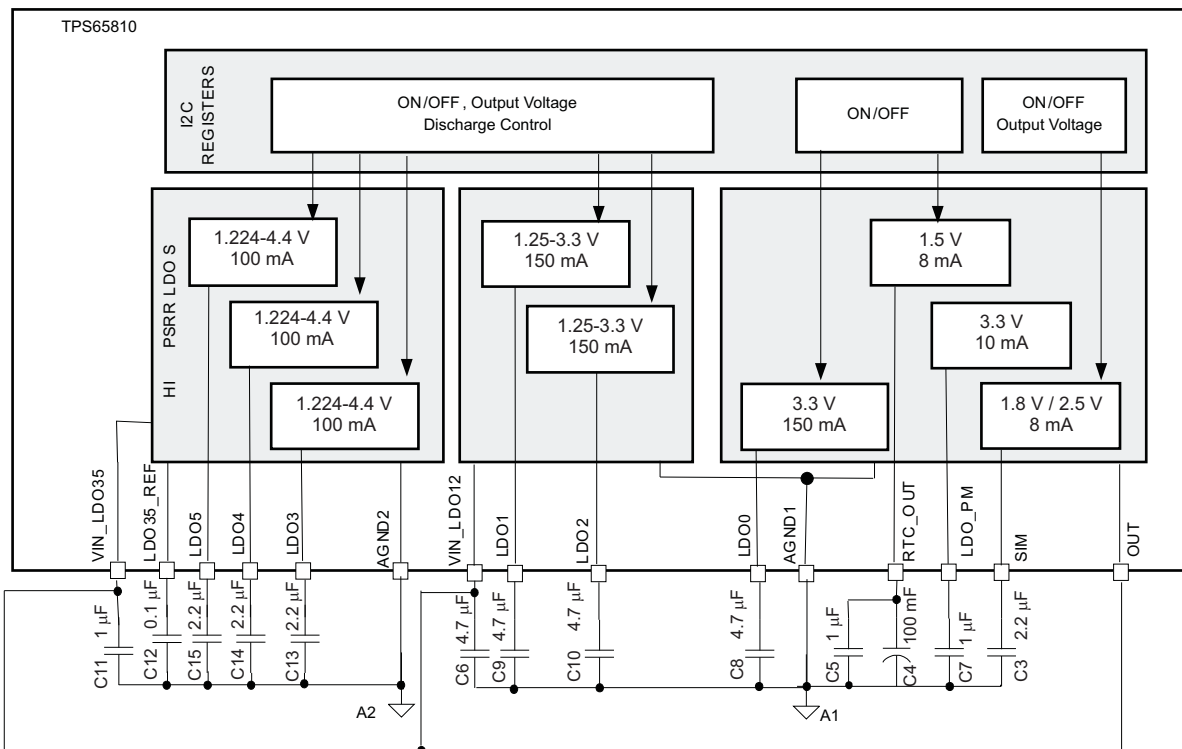 TPS65810
I2C
REGISTERS
ON/OFF , Output Voltage
Discharge Control
ON/OFF
ON/OFF
Output Voltage
HI PSRR LDO S
1.224-4.4 V
100 mA
1.224-4.4 V
100 mA
1.224-4.4 V
100 mA
1.25-3.3 V
150 mA
1.25-3.3 V
150 mA
1.5 V
8 mA
3.3 V
10 mA
3.3 V
150 mA
1.8 V / 2.5 V
8 mA
VIN_LDO35
LDO35_REF
LDO5
LDO4
LDO3
AGND2
VIN_LDO12
LDO1
LDO2
LDO0
AGND1
RTC_OUT
LDO_PM
SIM
OUT
C11
1 µF
C12
0.1 µF
C15
2.2 µF
C14
2.2 µF
C13
2.2 µF
C6
4.7 µF
C9
4.7 µF
C10
4.7 µF
C8
4.7 µF
C5
1 µF
C4
100 mF
C7
1 µF
C3
2.2 µF
A2
A1